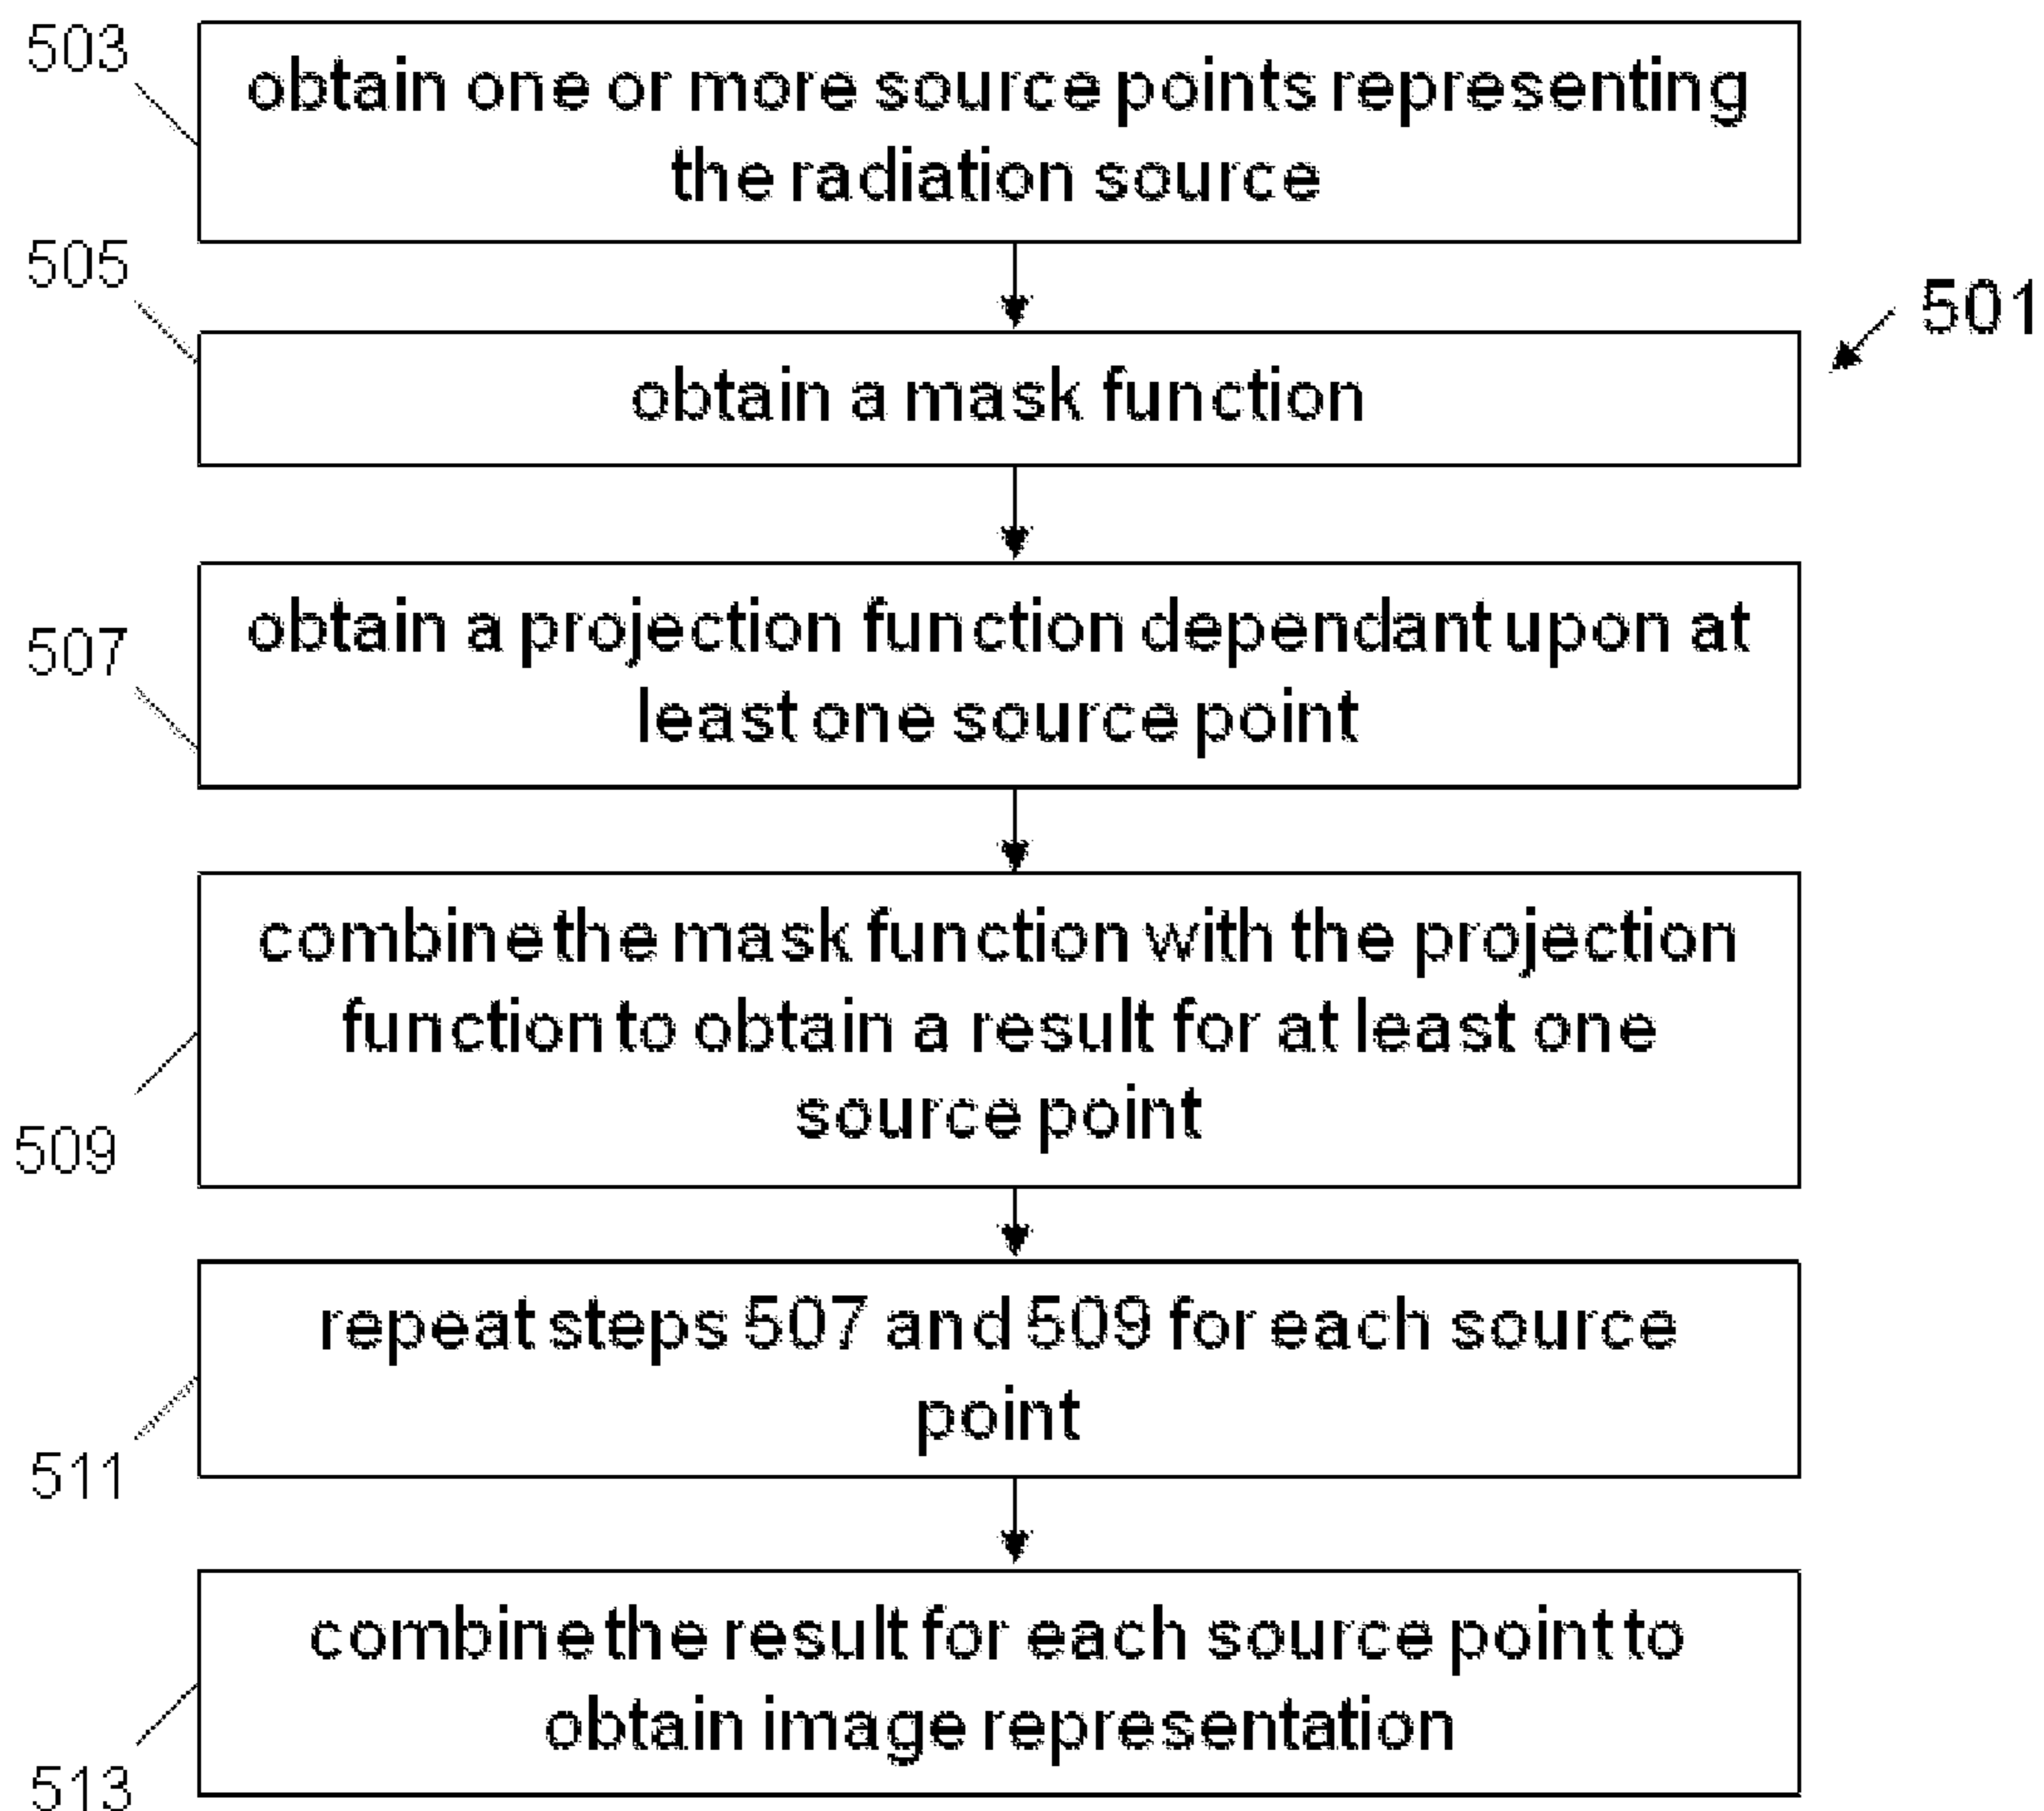 503
obtain one or more source points representing
the radiation source
505
501
obtain a mask function
507
obtain a projection function dependant upon at
least one source point
509
combine the mask function with the projection
function to obtain a result for at least one
source point
511
repeat steps 507 and 509 for each source
point
513
combine the result for each source point to
obtain image representation